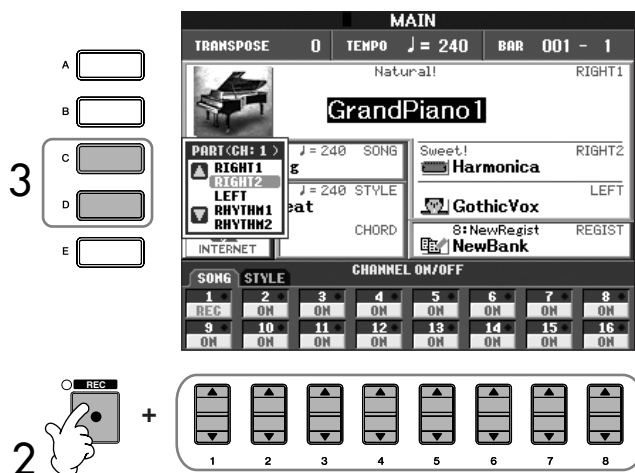 MAIN
TRANSPOSE 0 TEMPO ♩= 240 BAR 001 - 1
Natural! RIGHT1
GrandPiano1
A
B
3
C
D
E
PART(CH: 1 )
RIGHT1
RIGHT2
LEFT
RHYTHM1
RHYTHM2
♩= 240 SONG
g
♩= 240 STYLE
eat
CHORD
INTERNET
Sweet! RIGHT2
Harmonica
LEFT
GothicVox
8:NewRegist REGIST
NewBank
SONG STYLE CHANNEL ON/OFF
1 2 3 4 5 6 7 8
REC ON ON ON ON ON ON ON
9 10 11 12 13 14 15 16
ON ON ON ON ON ON ON ON
REC
+
2
1 2 3 4 5 6 7 8